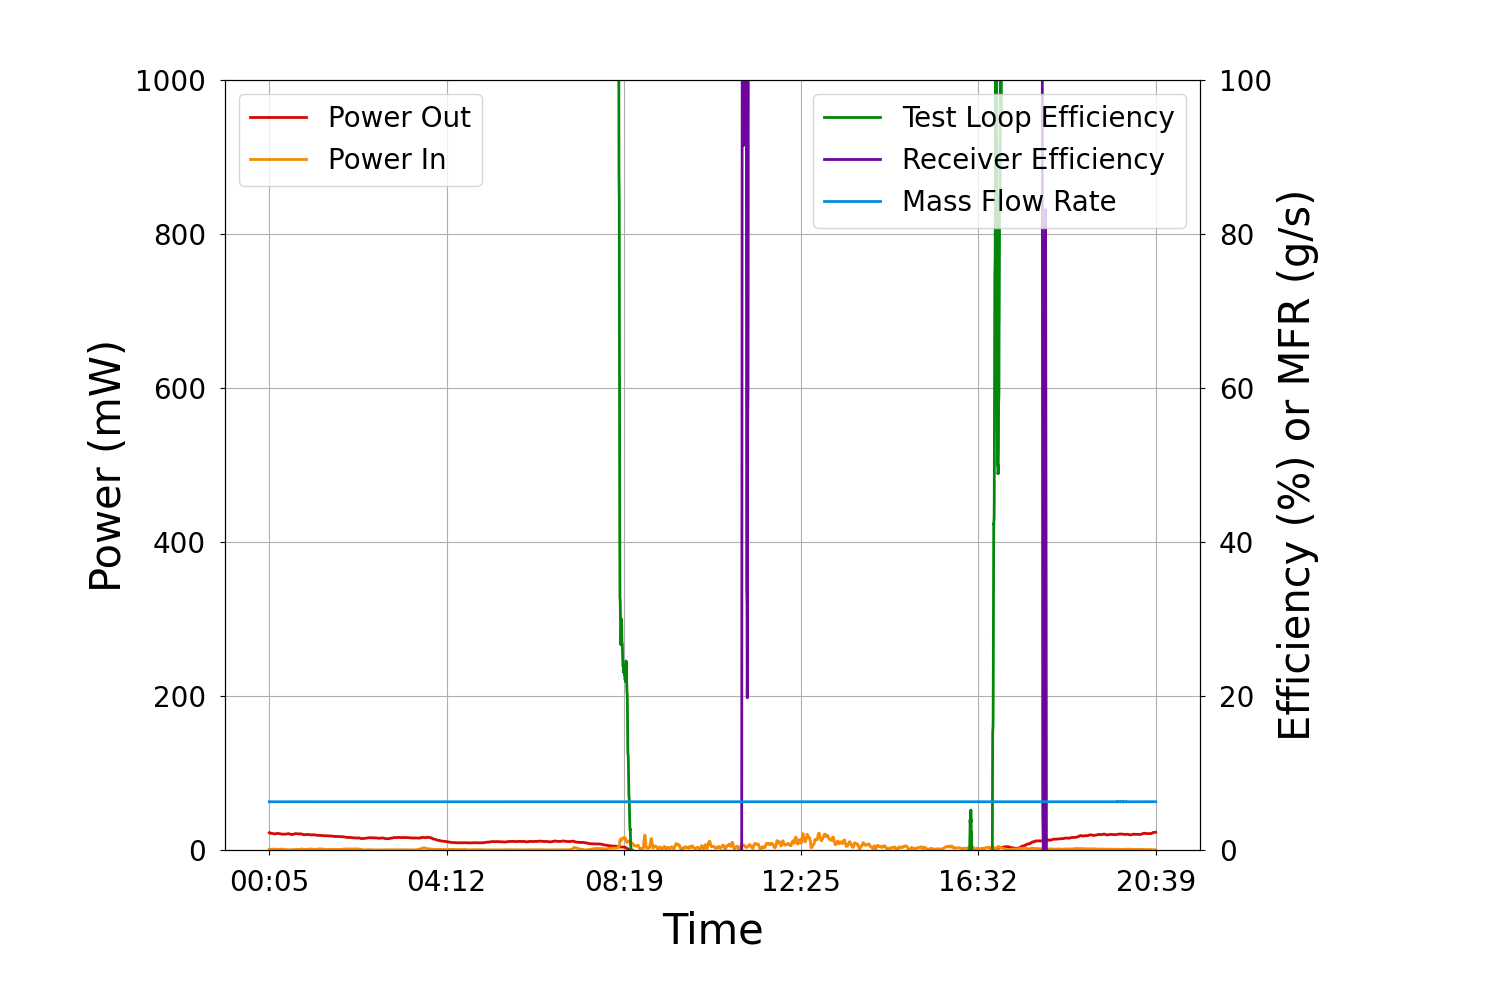 1000
800
600
400
200
0
Power (mW)
Power Out
Power In
Test Loop Efficiency
Receiver Efficiency
Mass Flow Rate
100
80
60
40
20
0
Efficiency (%) or MFR (g/s)
00:05 04:12 08:19 12:25 16:32 20:39
Time